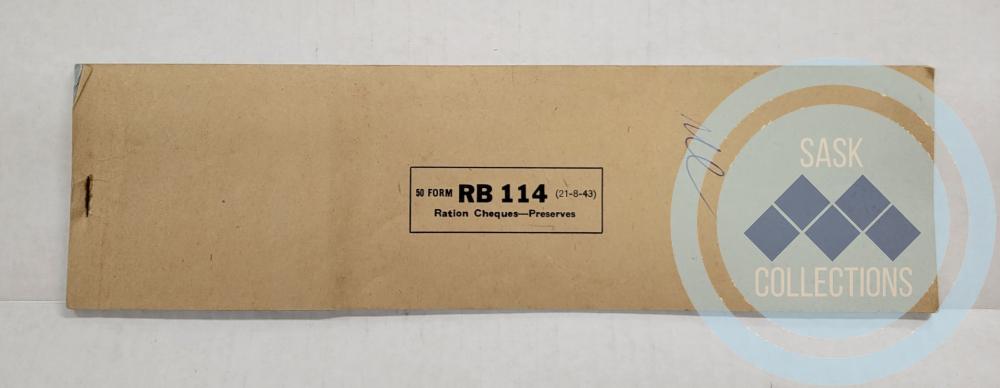 50 FORM RB 114 (21-8-43)
Ration Cheques—Preserves
SASK
COLLECTIONS